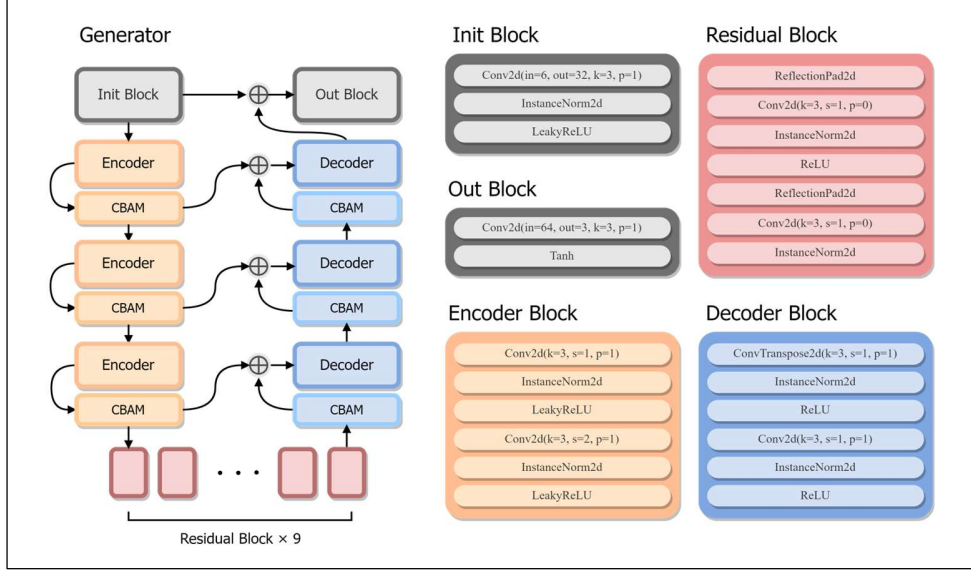 Generator
Init Block
Out Block
Encoder
Decoder
CBAM
CBAM
Encoder
Decoder
CBAM
CBAM
Encoder
Decoder
CBAM
CBAM
. . .
Residual Block × 9
Init Block
Conv2d(in=6, out=32, k=3, p=1)
InstanceNorm2d
LeakyReLU
Out Block
Conv2d(in=64, out=3, k=3, p=1)
Tanh
Residual Block
ReflectionPad2d
Conv2d(k=3, s=1, p=0)
InstanceNorm2d
ReLU
ReflectionPad2d
Conv2d(k=3, s=1, p=0)
InstanceNorm2d
Encoder Block
Conv2d(k=3, s=1, p=1)
InstanceNorm2d
LeakyReLU
Conv2d(k=3, s=2, p=1)
InstanceNorm2d
LeakyReLU
Decoder Block
ConvTranspose2d(k=3, s=1, p=1)
InstanceNorm2d
ReLU
Conv2d(k=3, s=1, p=1)
InstanceNorm2d
ReLU